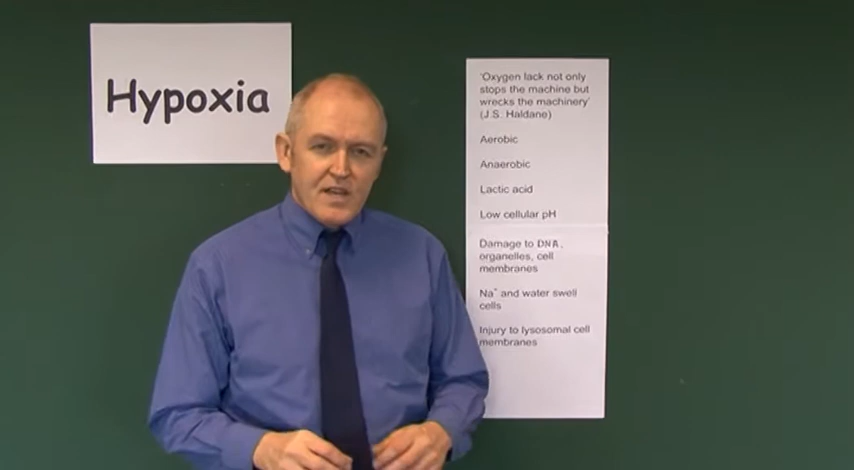 Hypoxia
'Oxygen lack not only
stops the machine but
wrecks the machinery'
(J.S. Haldane)
Aerobic
Anaerobic
Lactic acid
Low cellular pH
Damage to DNA,
organelles, cell
membranes
Na⁺ and water swell
cells
Injury to lysosomal cell
membranes